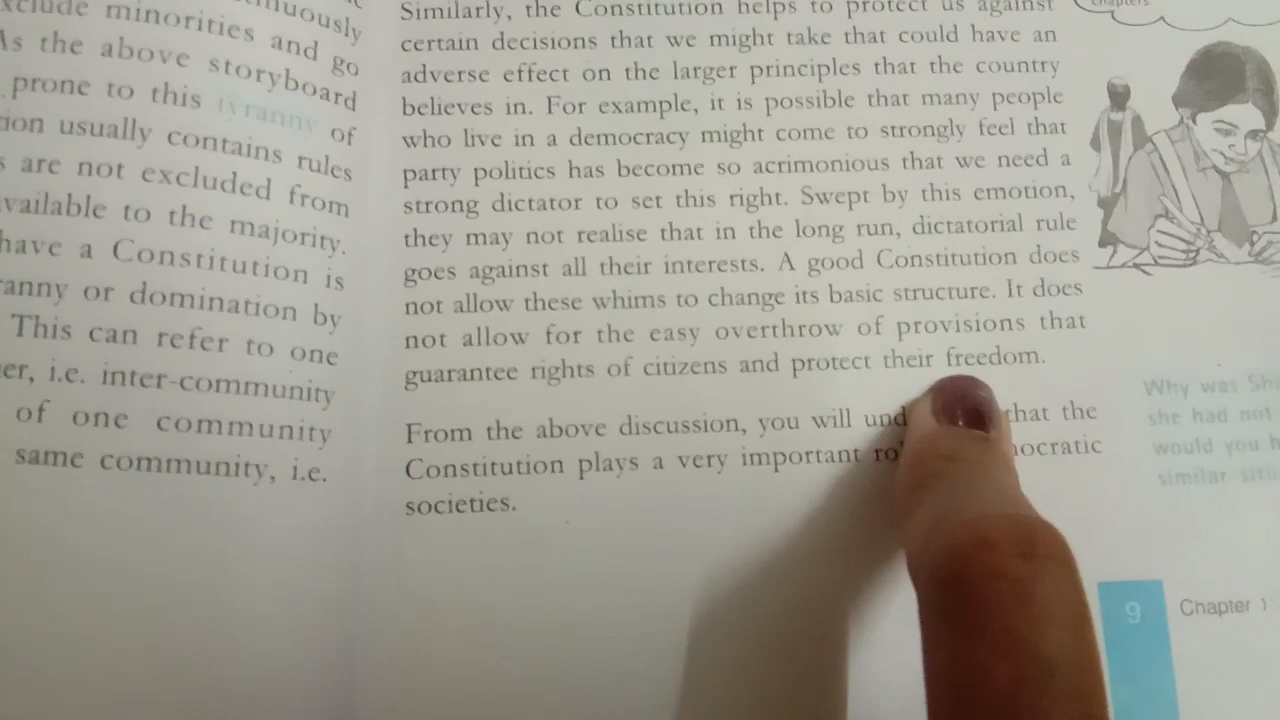 minorities and go
As the above storyboard
prone to this tyranny of
usually contains rules
are not excluded from
available to the majority.
have a Constitution is
or domination by
This can refer to one
i.e. inter-community
of one community
same community, i.e.
Similarly, the Constitution helps to protect us against
certain decisions that we might take that could have an
adverse effect on the larger principles that the country
believes in. For example, it is possible that many people
who live in a democracy might come to strongly feel that
party politics has become so acrimonious that we need a
strong dictator to set this right. Swept by this emotion,
they may not realise that in the long run, dictatorial rule
goes against all their interests. A good Constitution does
not allow these whims to change its basic structure. It does
not allow for the easy overthrow of provisions that
guarantee rights of citizens and protect their freedom.
From the above discussion, you will und that the
Constitution plays a very important
societies.
Why was
she had not
would you
9
Chapter 1